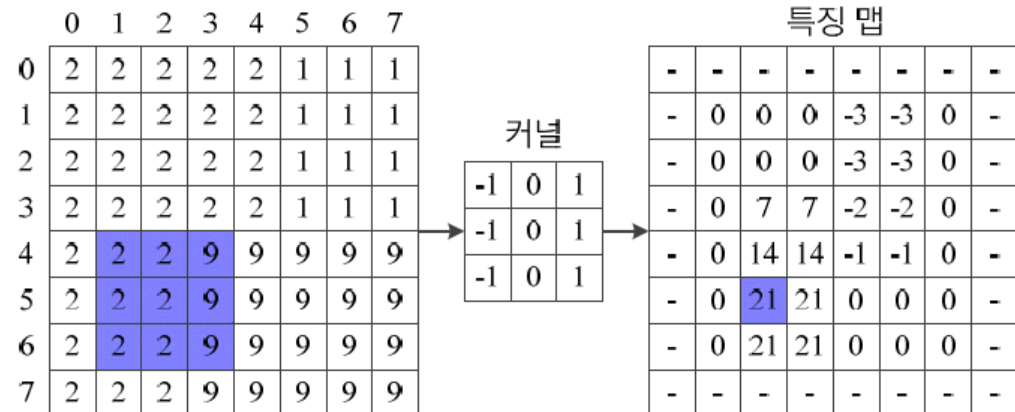 특징 맵
0 1 2 3 4 5 6 7
0 2 2 2 2 2 1 1 1
1 2 2 2 2 2 1 1 1
2 2 2 2 2 2 1 1 1
3 2 2 2 2 2 1 1 1
4 2 2 2 9 9 9 9 9
5 2 2 2 9 9 9 9 9
6 2 2 2 9 9 9 9 9
7 2 2 2 9 9 9 9 9
커널
-1 0 1
-1 0 1
-1 0 1
- - - - - - - -
- 0 0 0 -3 -3 0 -
- 0 0 0 -3 -3 0 -
- 0 7 7 -2 -2 0 -
- 0 14 14 -1 -1 0 -
- 0 21 21 0 0 0 -
- 0 21 21 0 0 0 -
- - - - - - - -